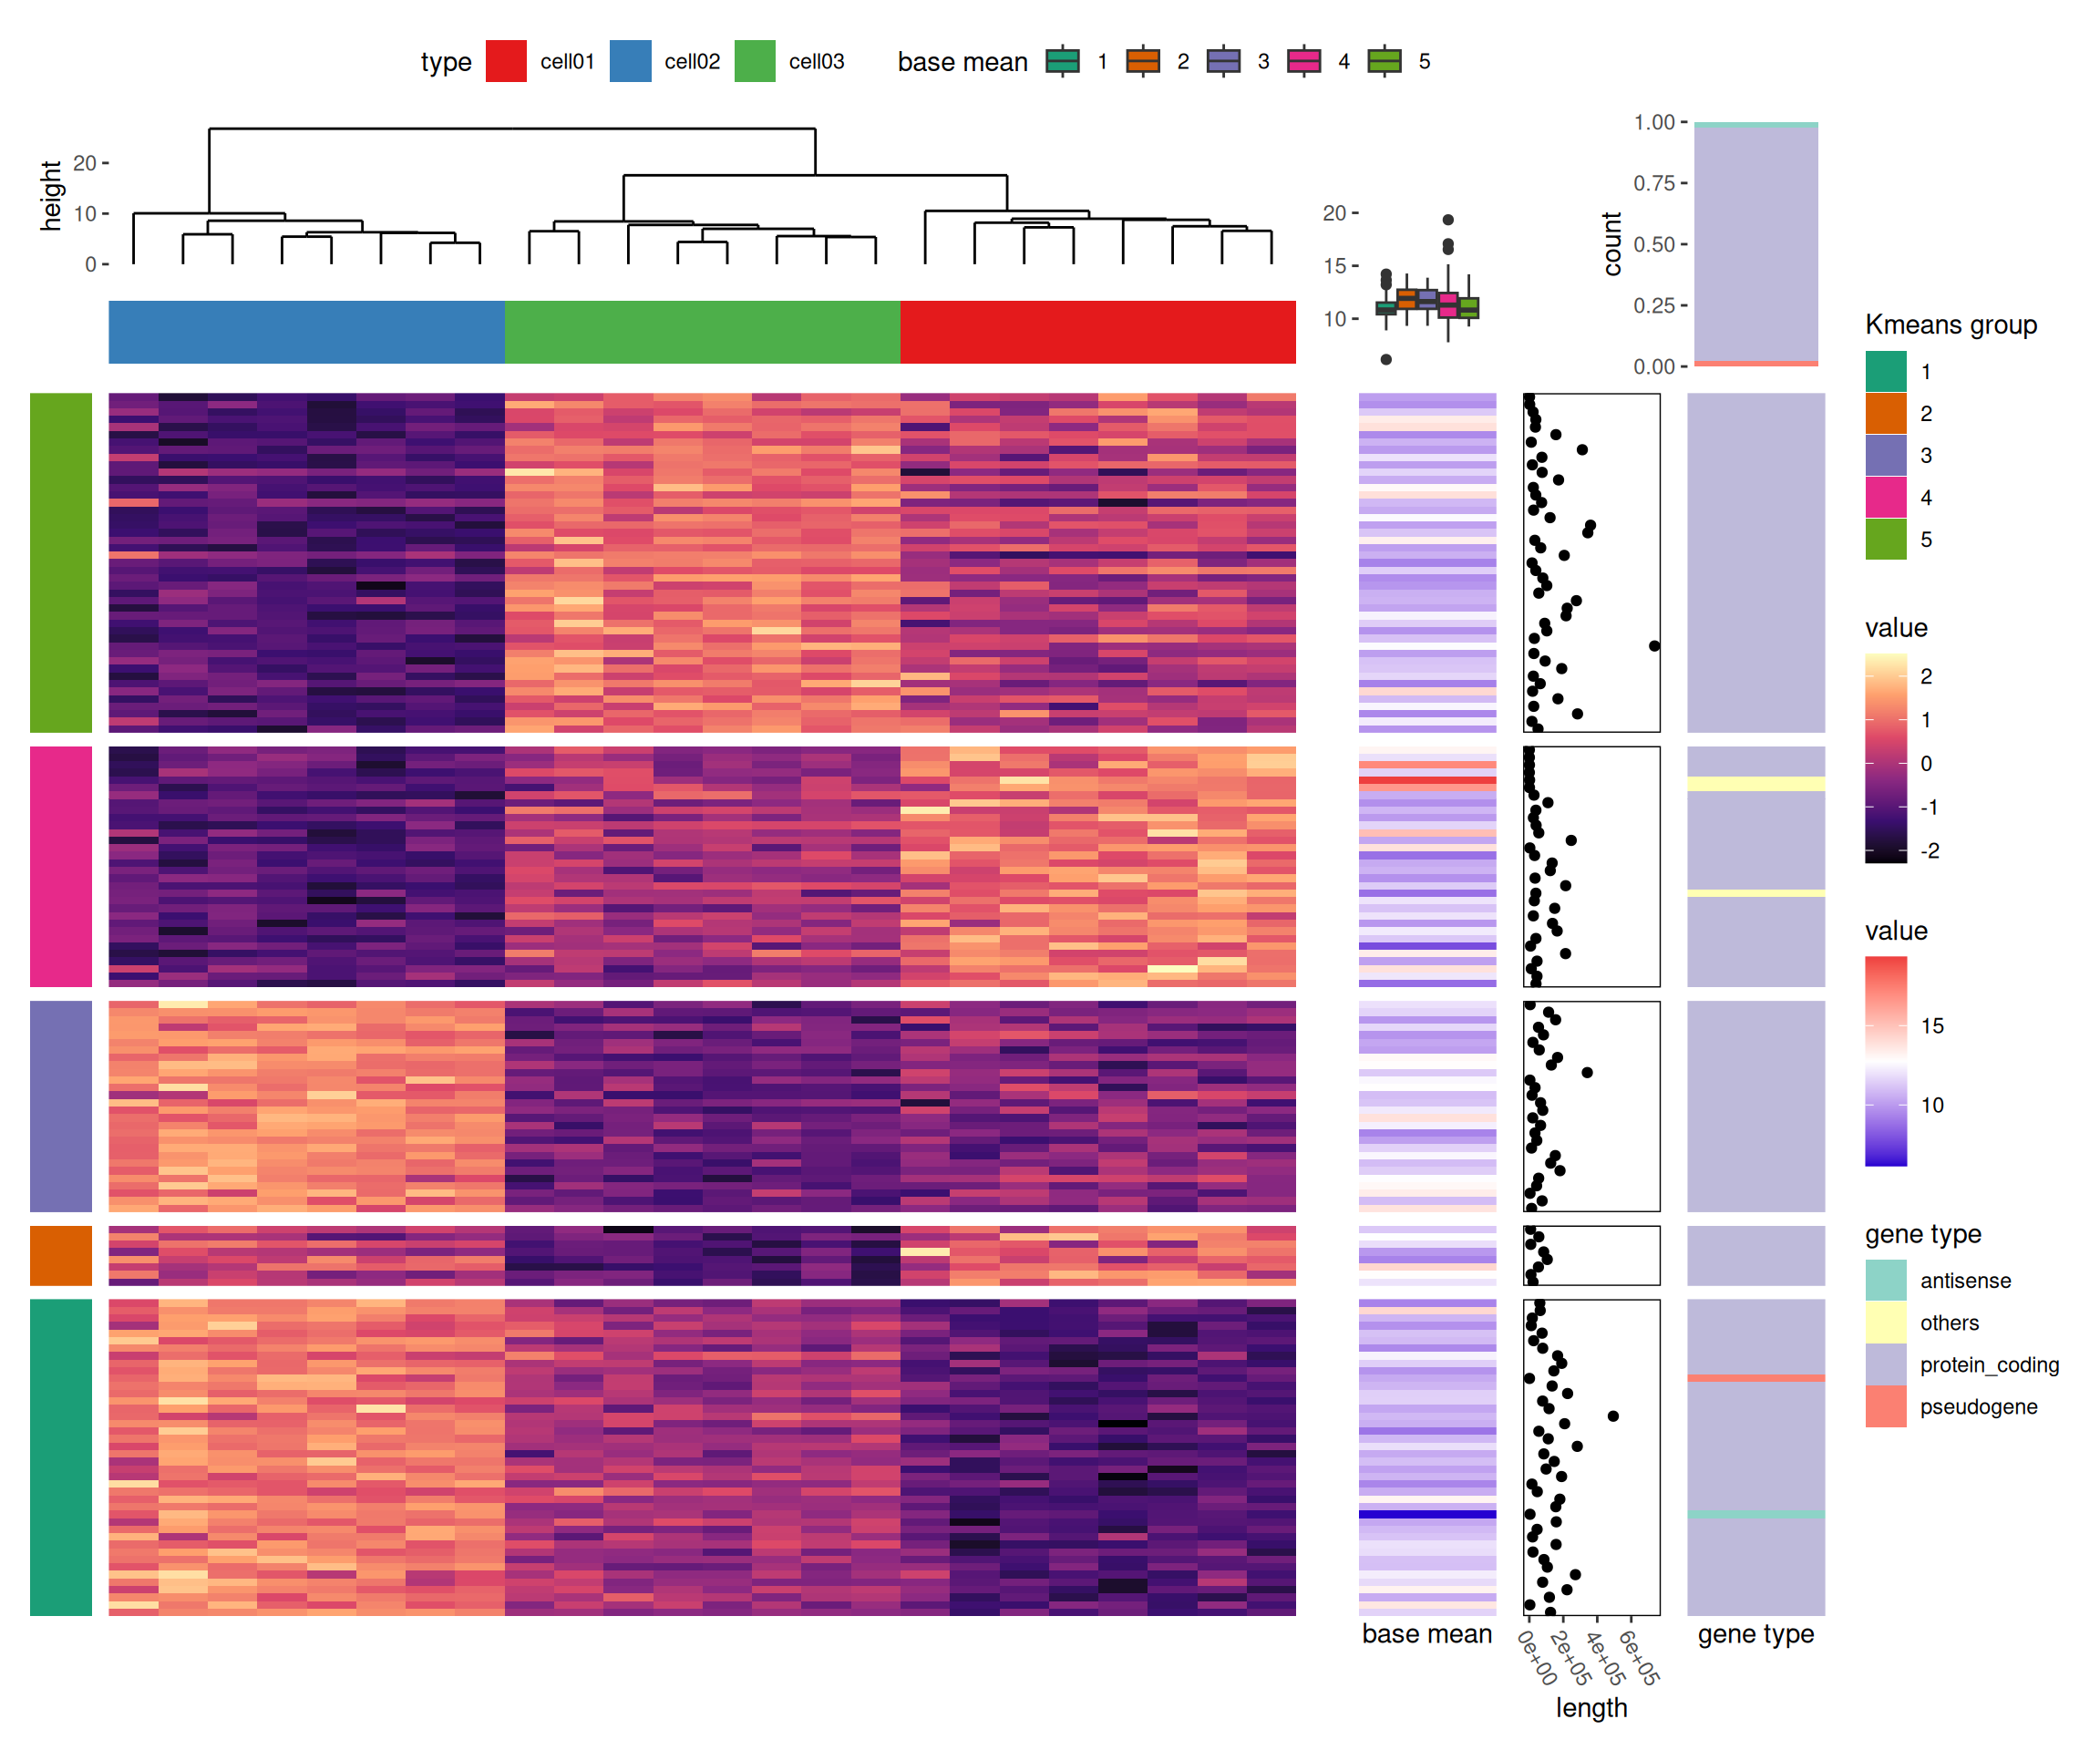 type cell01 cell02 cell03 base mean 1 2 3 4 5
height
20
10
0
20
15
10
count
1.00
0.75
0.50
0.25
0.00
Kmeans group
1
2
3
4
5
value
2
1
0
-1
-2
value
15
10
gene type
antisense
others
protein_coding
pseudogene
base mean
0e+00
2e+05
4e+05
6e+05
length
gene type